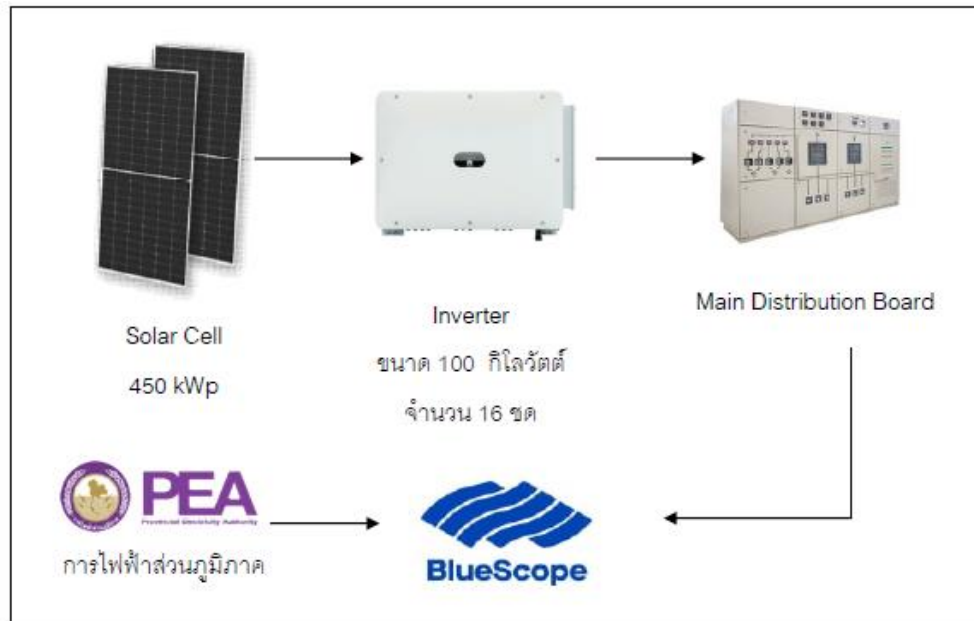 Solar Cell
450 kWp
Inverter
ขนาด 100 กิโลวัตต์
จำนวน 16 ชุด
Main Distribution Board
PEA
Provincial Electricity Authority
การไฟฟ้าส่วนภูมิภาค
BlueScope